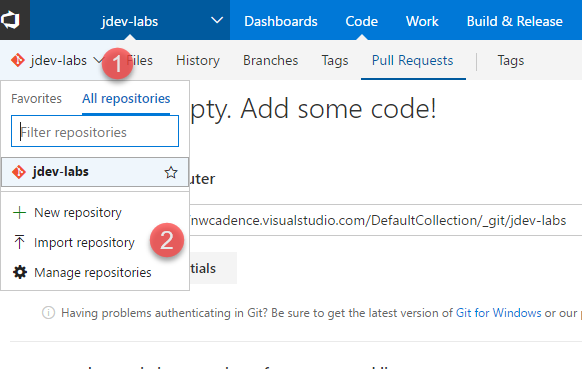 jdev-labs Dashboards Code Work Build & Release
jdev-labs 1 Files History Branches Tags Pull Requests Tags
Favorites All repositories
pty. Add some code!
Filter repositories
jdev-labs
uter
New repository
nwcadence.visualstudio.com/DefaultCollection/_git/jdev-labs
Import repository 2
Manage repositories
tials
Having problems authenticating in Git? Be sure to get the latest version of Git for Windows or our p